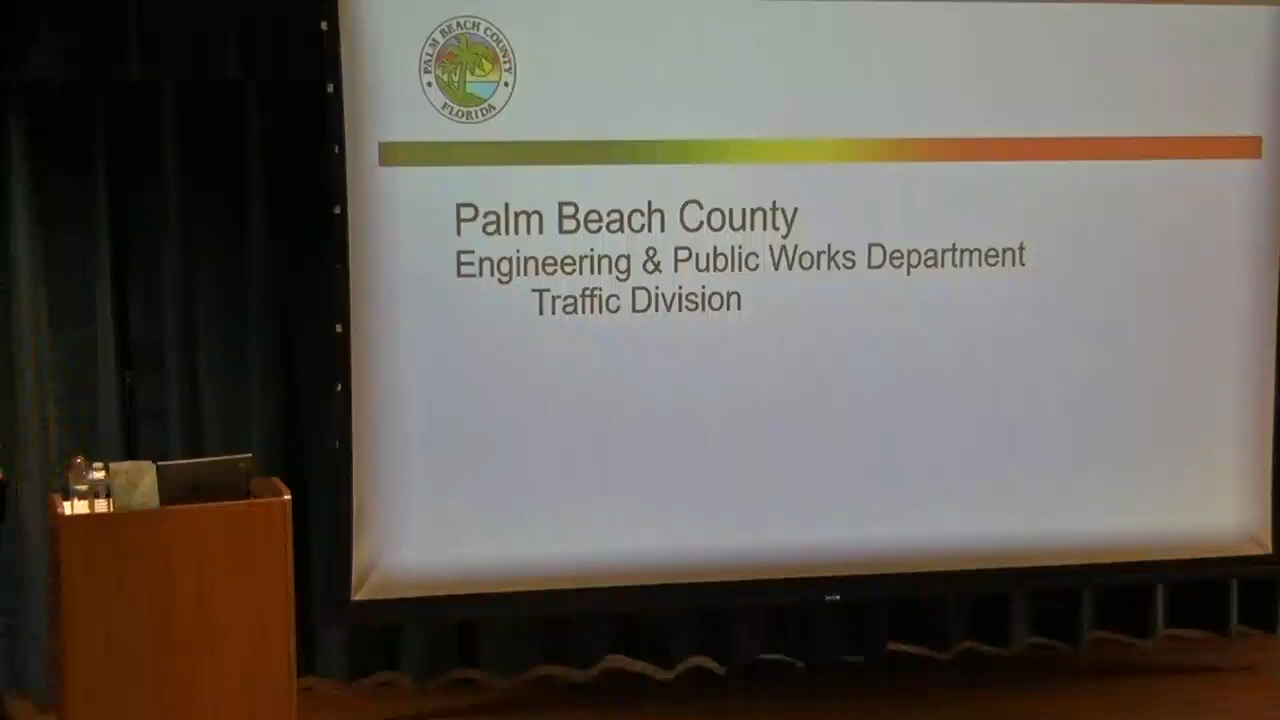 PALM BEACH COUNTY
FLORIDA
Palm Beach County
Engineering & Public Works Department
Traffic Division